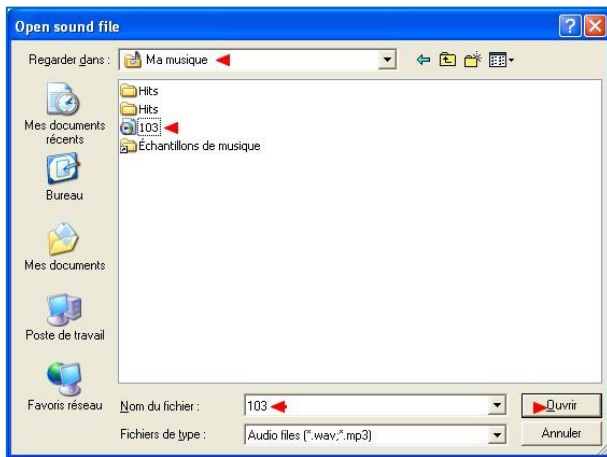 Open sound file
Regarder dans :
Ma musique
Hits
Hits
103
Échantillons de musique
Mes documents
récents
Bureau
Mes documents
Poste de travail
Favoris réseau
Nom du fichier :
103
Ouvrir
Fichiers de type :
Audio files (*.wav;*.mp3)
Annuler